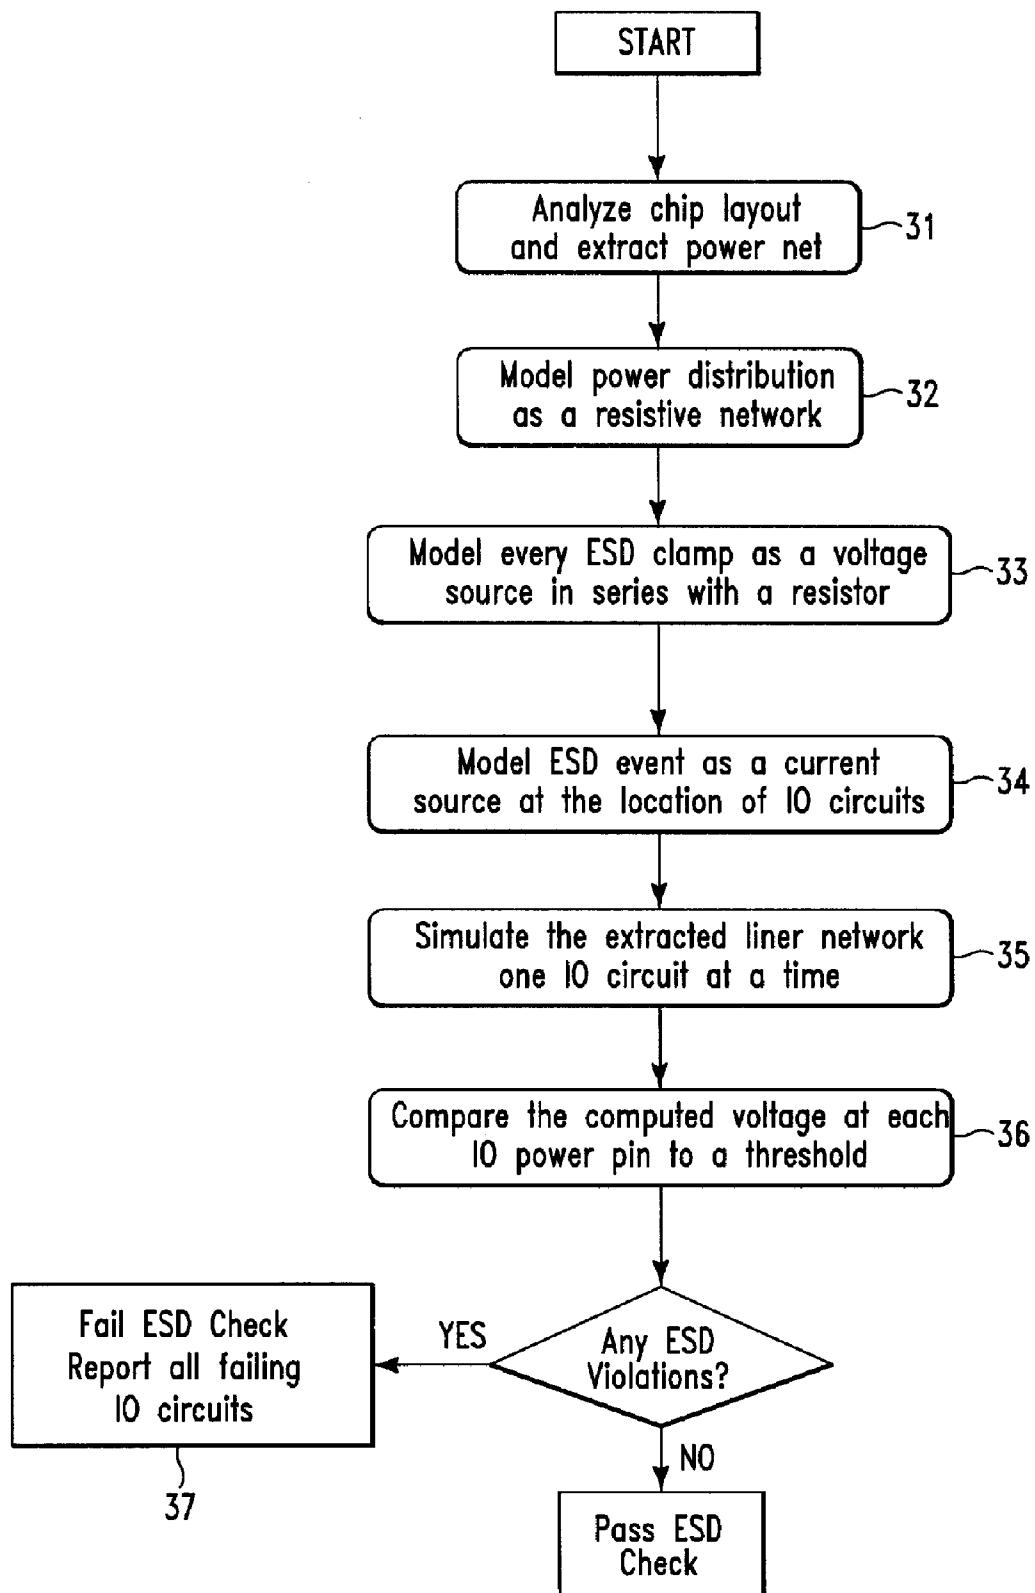 START
Analyze chip layout
and extract power net
31
Model power distribution
as a resistive network
32
Model every ESD clamp as a voltage
source in series with a resistor
33
Model ESD event as a current
source at the location of IO circuits
34
Simulate the extracted liner network
one IO circuit at a time
35
Compare the computed voltage at each
IO power pin to a threshold
36
Any ESD
Violations?
YES
Fail ESD Check
Report all failing
IO circuits
37
NO
Pass ESD
Check